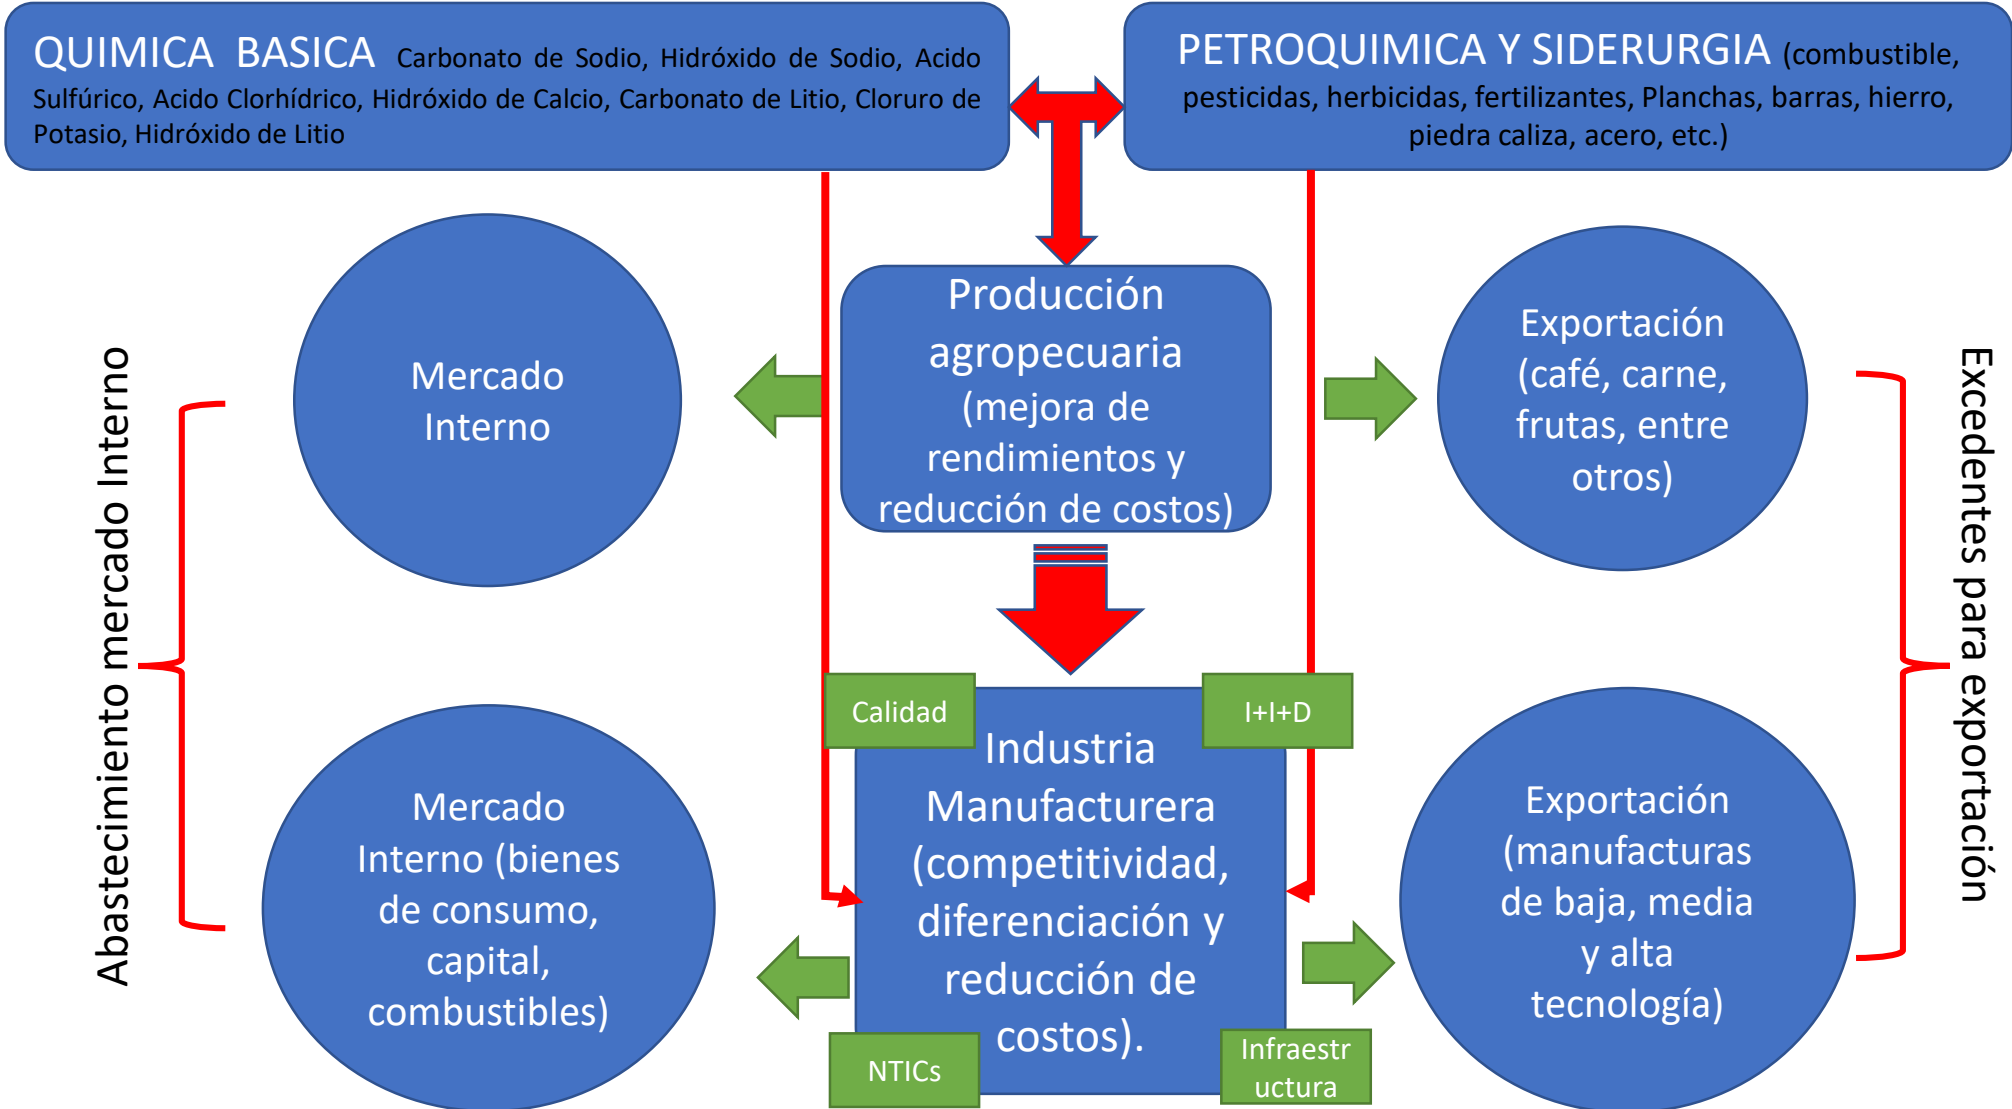 QUIMICA BASICA Carbonato de Sodio, Hidróxido de Sodio, Acido
Sulfúrico, Acido Clorhídrico, Hidróxido de Calcio, Carbonato de Litio, Cloruro de
Potasio, Hidróxido de Litio
PETROQUIMICA Y SIDERURGIA (combustible,
pesticidas, herbicidas, fertilizantes, Planchas, barras, hierro,
piedra caliza, acero, etc.)
Abastecimiento mercado Interno
Mercado
Interno
Producción
agropecuaria
(mejora de
rendimientos y
reducción de costos)
Exportación
(café, carne,
frutas, entre
otros)
Excedentes para exportación
Mercado
Interno (bienes
de consumo,
capital,
combustibles)
Calidad
I+I+D
Industria
Manufacturera
(competitividad,
diferenciación y
reducción de
costos).
NTICs
Infraestr
uctura
Exportación
(manufacturas
de baja, media
y alta
tecnología)